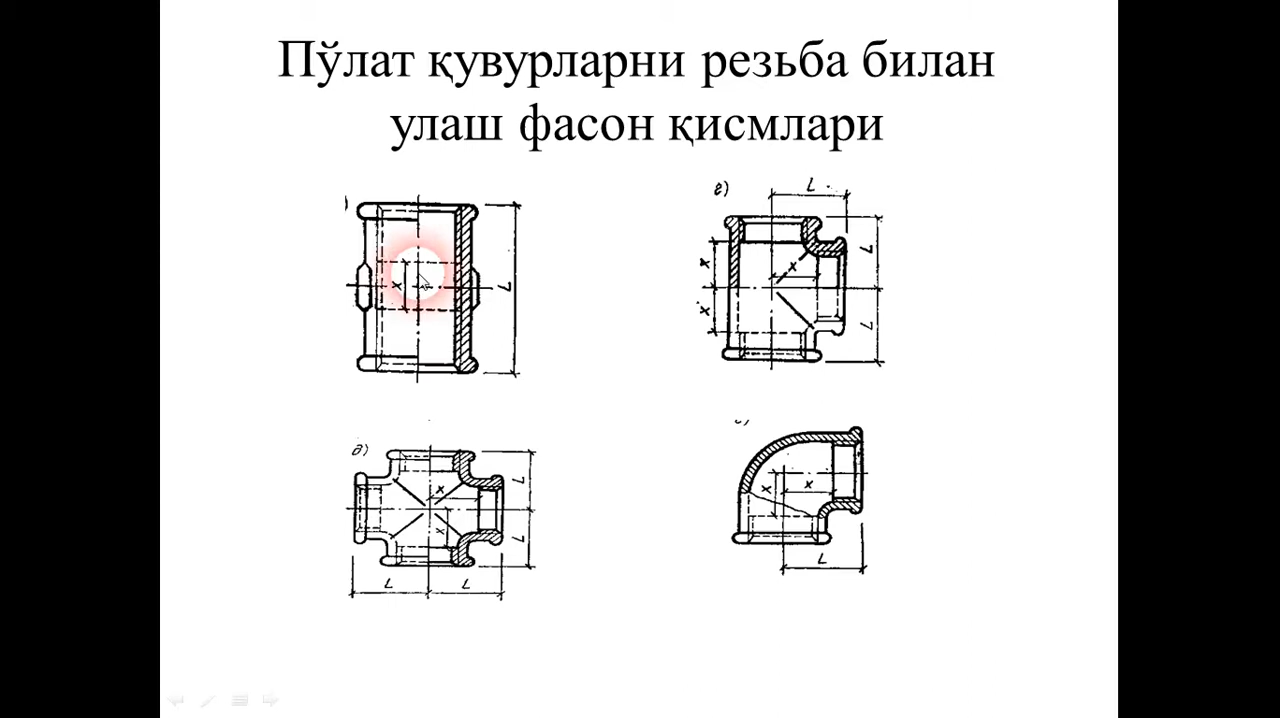 Пўлат қувурларни резьба билан
улаш фасон қисмлари
)
г)
L
x
L
x
x
L
x
L
д)
x
L
x
L
L
L
x
x
L